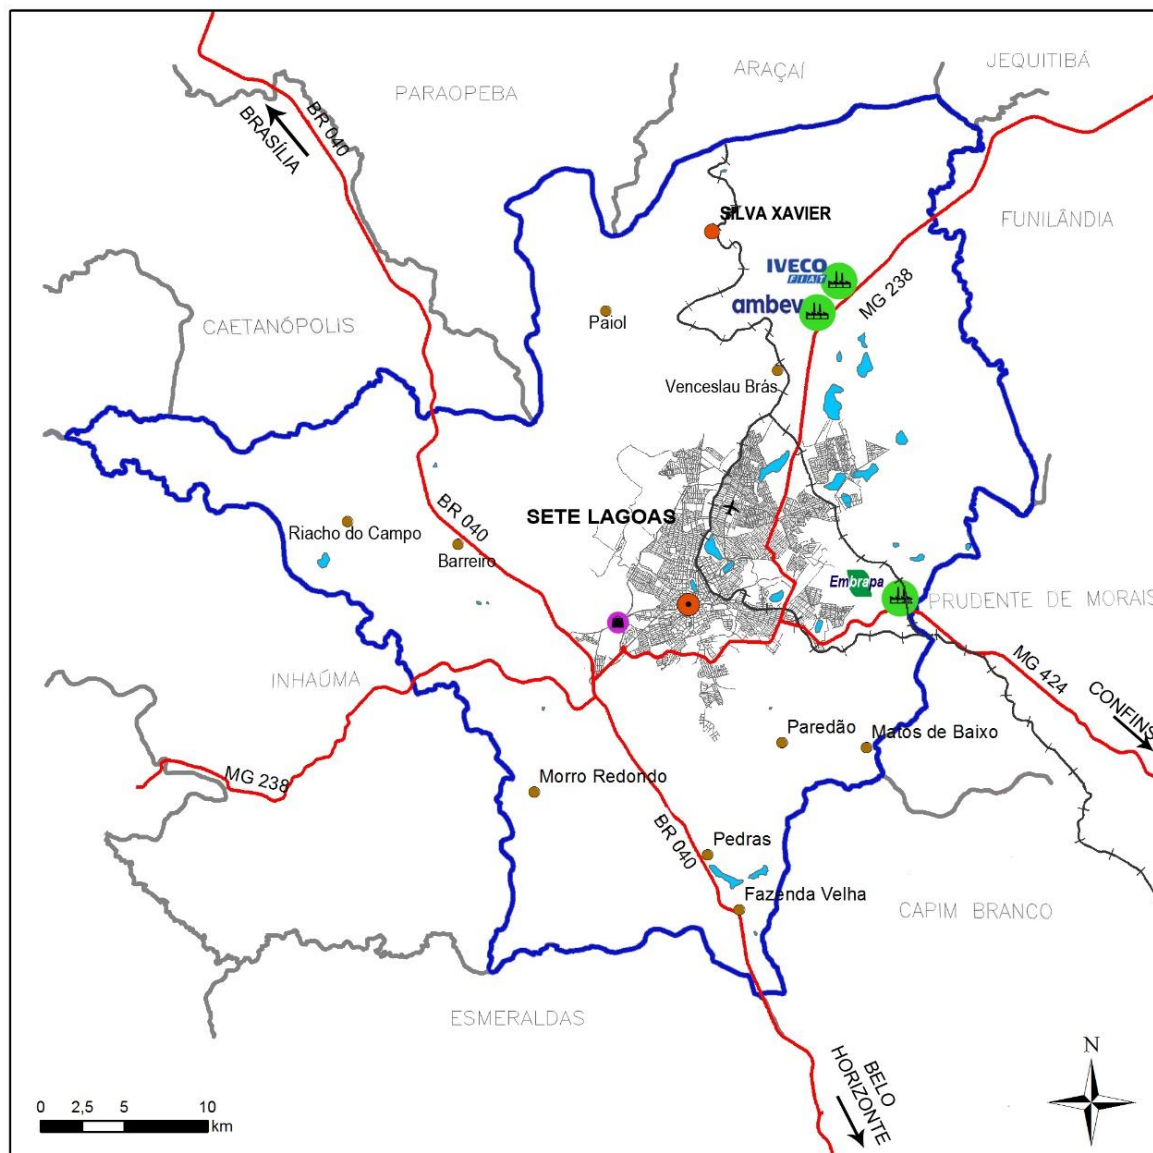 JEQUITIBÁ
ARAÇAÍ
PARAOPEBA
BR 040
BRASÍLIA
SILVA XAVIER
FUNILÂNDIA
IVECO
FIAT
MG 238
ambev
CAETANÓPOLIS
Paiol
Venceslau Brás
SETE LAGOAS
BR 040
Riacho do Campo
Barreiro
Embrapa
PRUDENTE DE MORAIS
MG 424
CONFINS
INHAÚMA
Paredão
Matos de Baixo
MG 238
Morro Redondo
BR 040
Pedras
Fazenda Velha
CAPIM BRANCO
ESMERALDAS
BELO
HORIZONTE
N
0 2,5 5 10
km